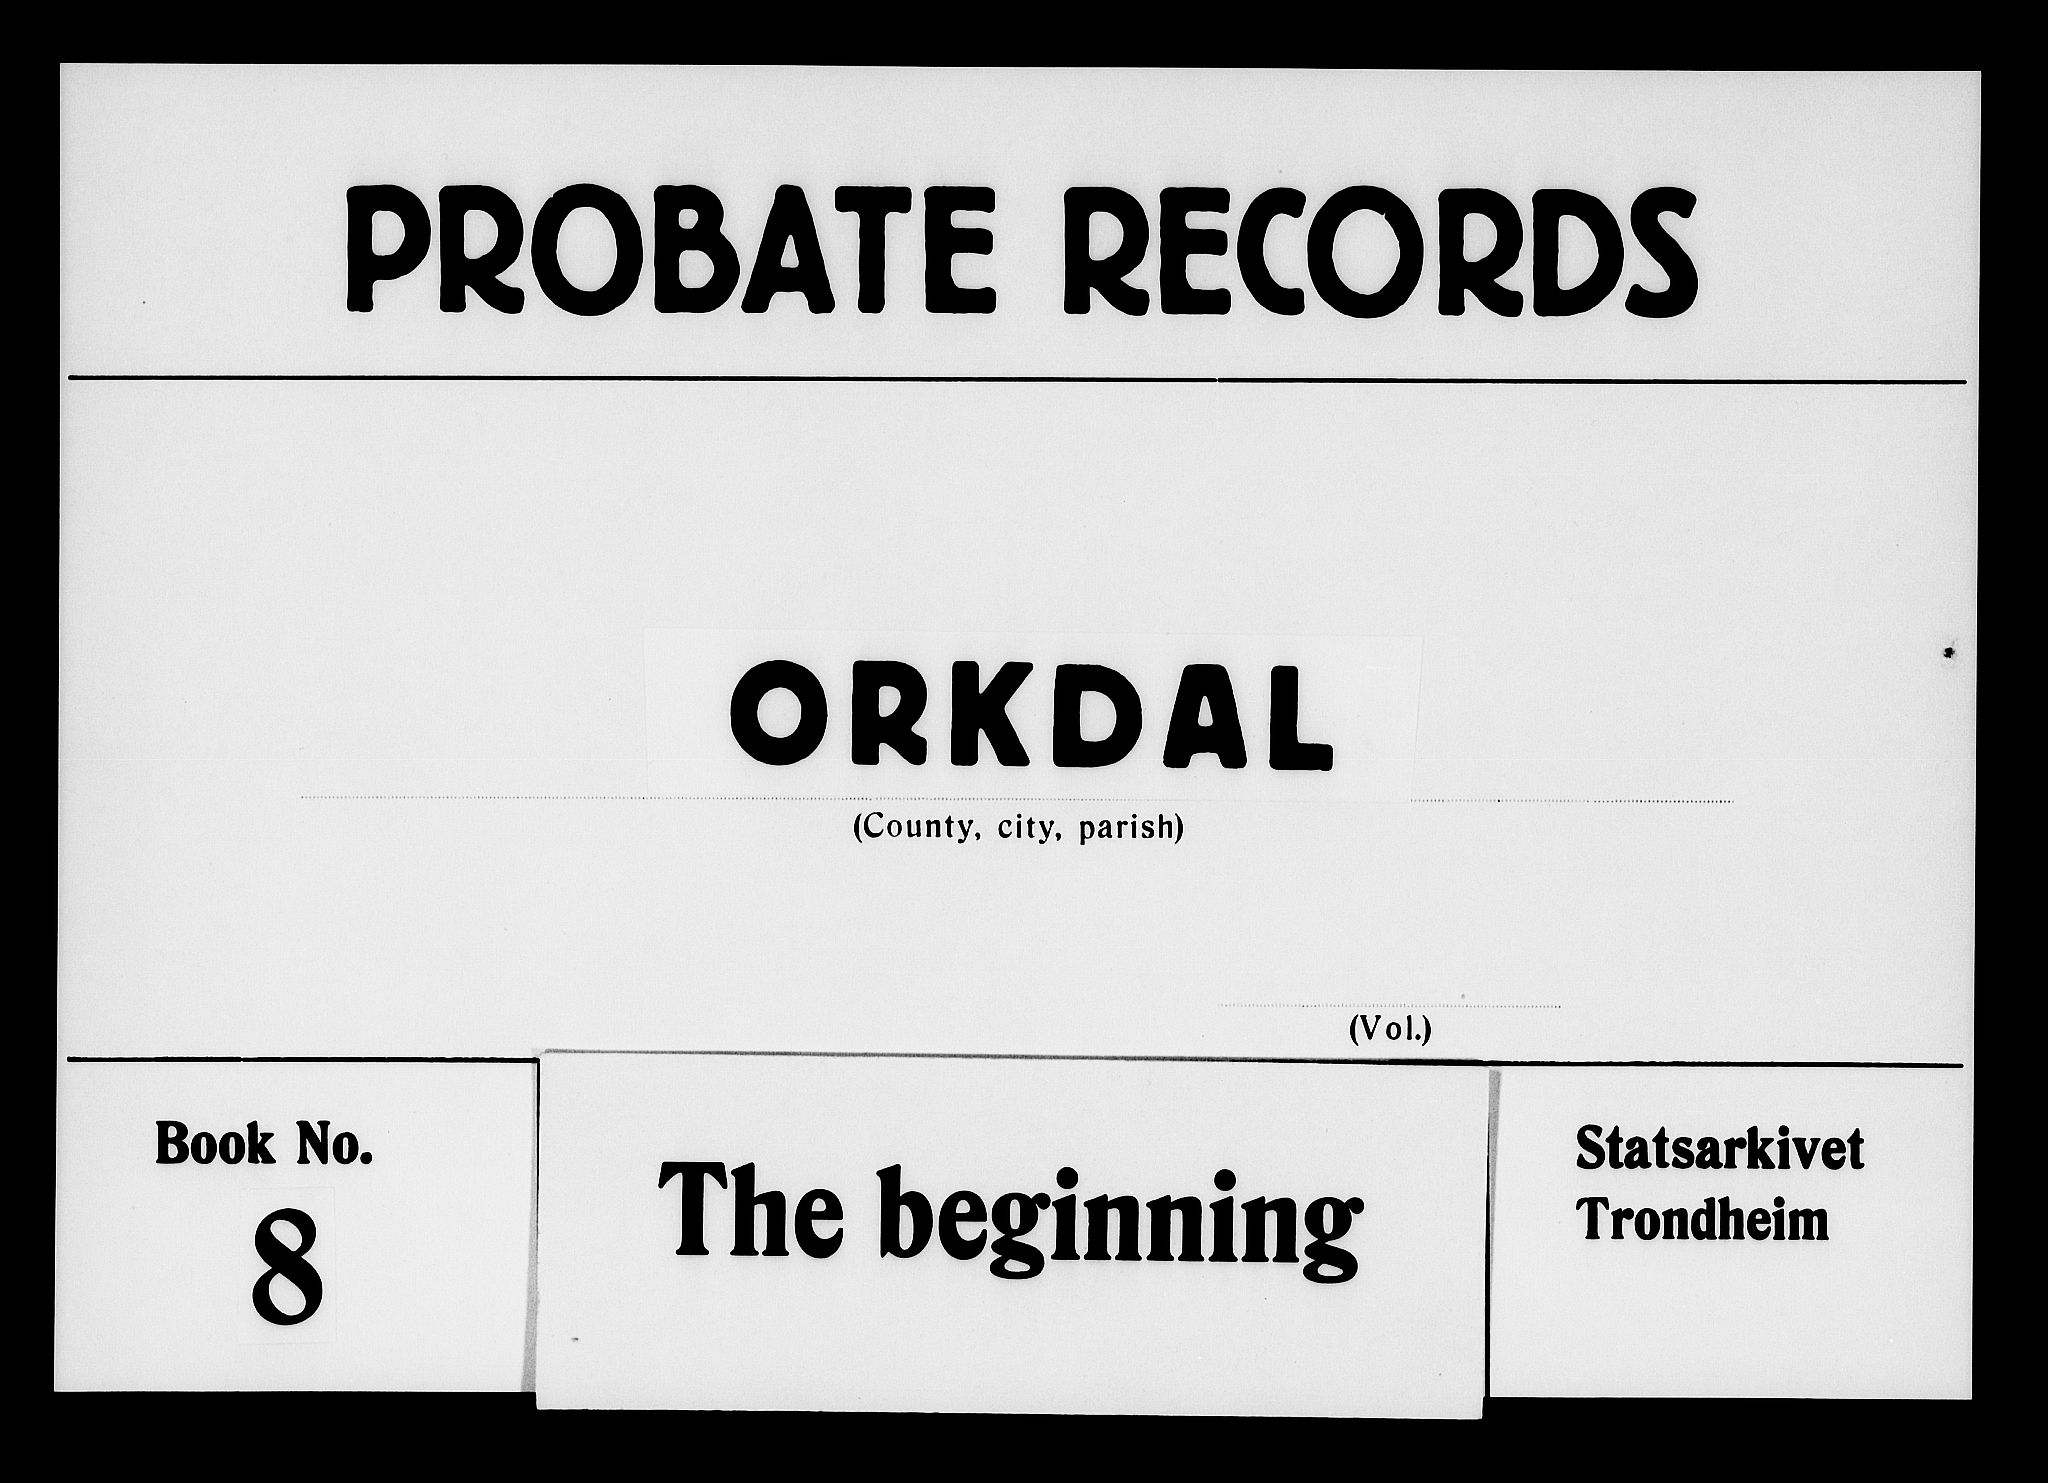 PROBATE RECORDS
ORKDAL
(County, city, parish)
(Vol.)
Book No.
8
The beginning
Statsarkivet
Trondheim